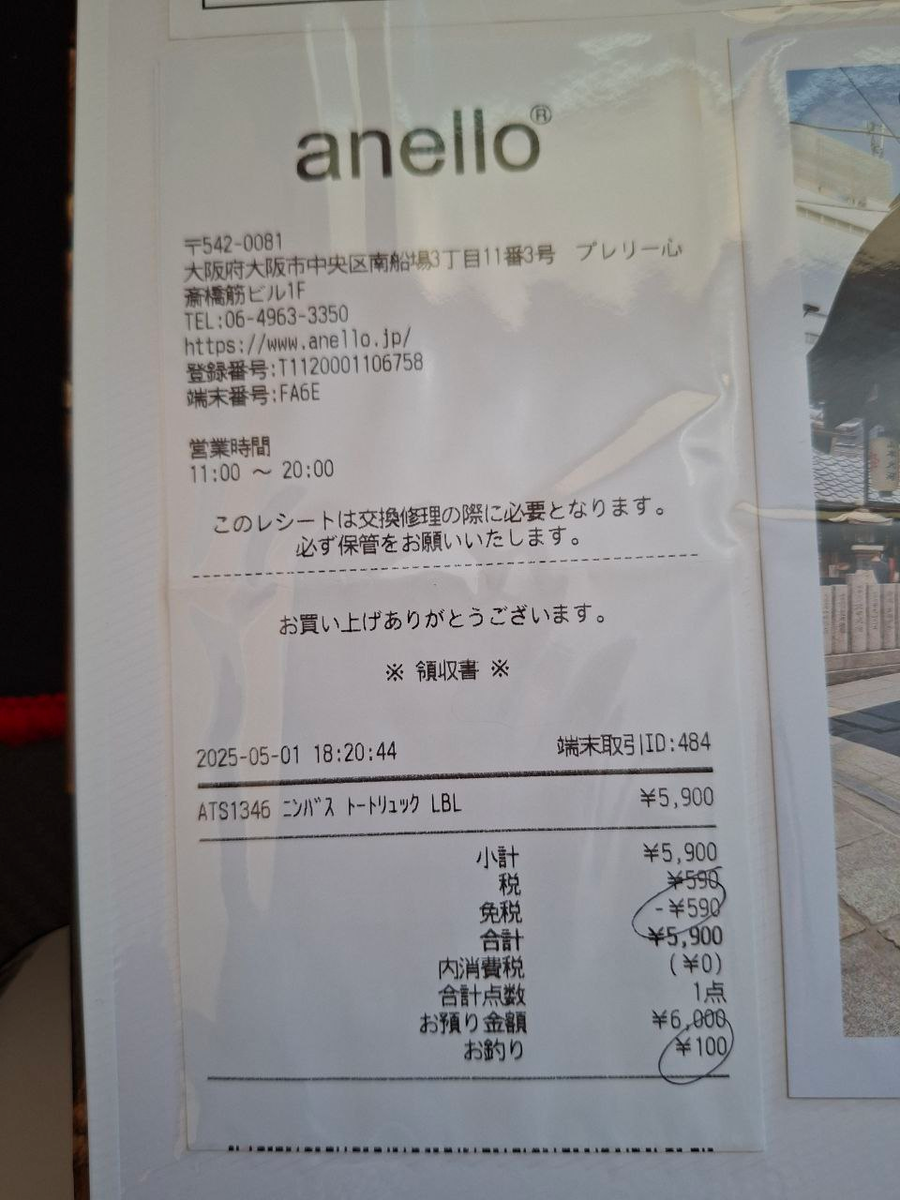 anello®
〒542-0081
大阪府大阪市中央区南船場3丁目11番3号 プレリー心
斎橋筋ビル1F
TEL:06-4963-3350
https://www.anello.jp/
登録番号:T1120001106758
端末番号:FA6E
営業時間
11:00 ～ 20:00
このレシートは交換修理の際に必要となります。
必ず保管をお願いいたします。
お買い上げありがとうございます。
※ 領収書 ※
2025-05-01 18:20:44 端末取引ID:484
ATS1346 ﾆﾝﾊﾞｽ ﾄｰﾄﾘｭｯｸ LBL ¥5,900
小計 ¥5,900
税 ¥590
免税 -¥590
合計 ¥5,900
内消費税 (¥0)
合計点数 1点
お預り金額 ¥6,000
お釣り ¥100